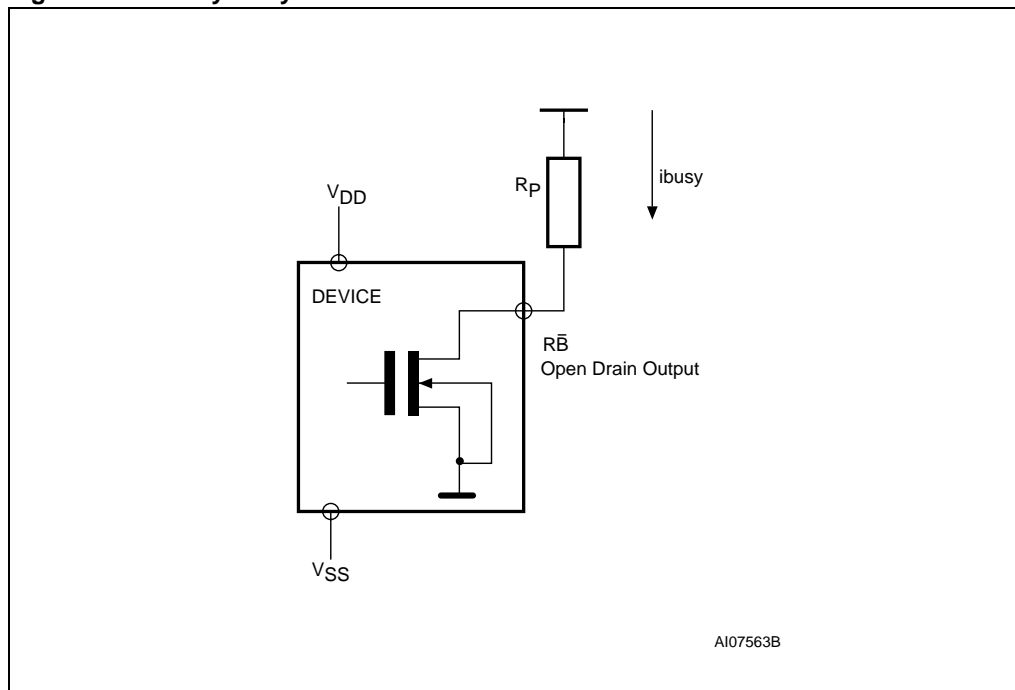 RP
ibusy
VDD
DEVICE
RB̄
Open Drain Output
VSS
AI07563B